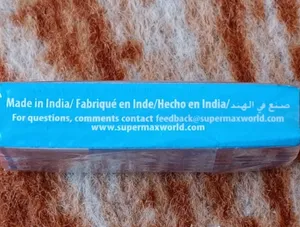 Made in India/ Fabriqué en Inde/Hecho en India/ صنع في الهند
For questions, comments contact feedback@supermaxworld.com
www.supermaxworld.com